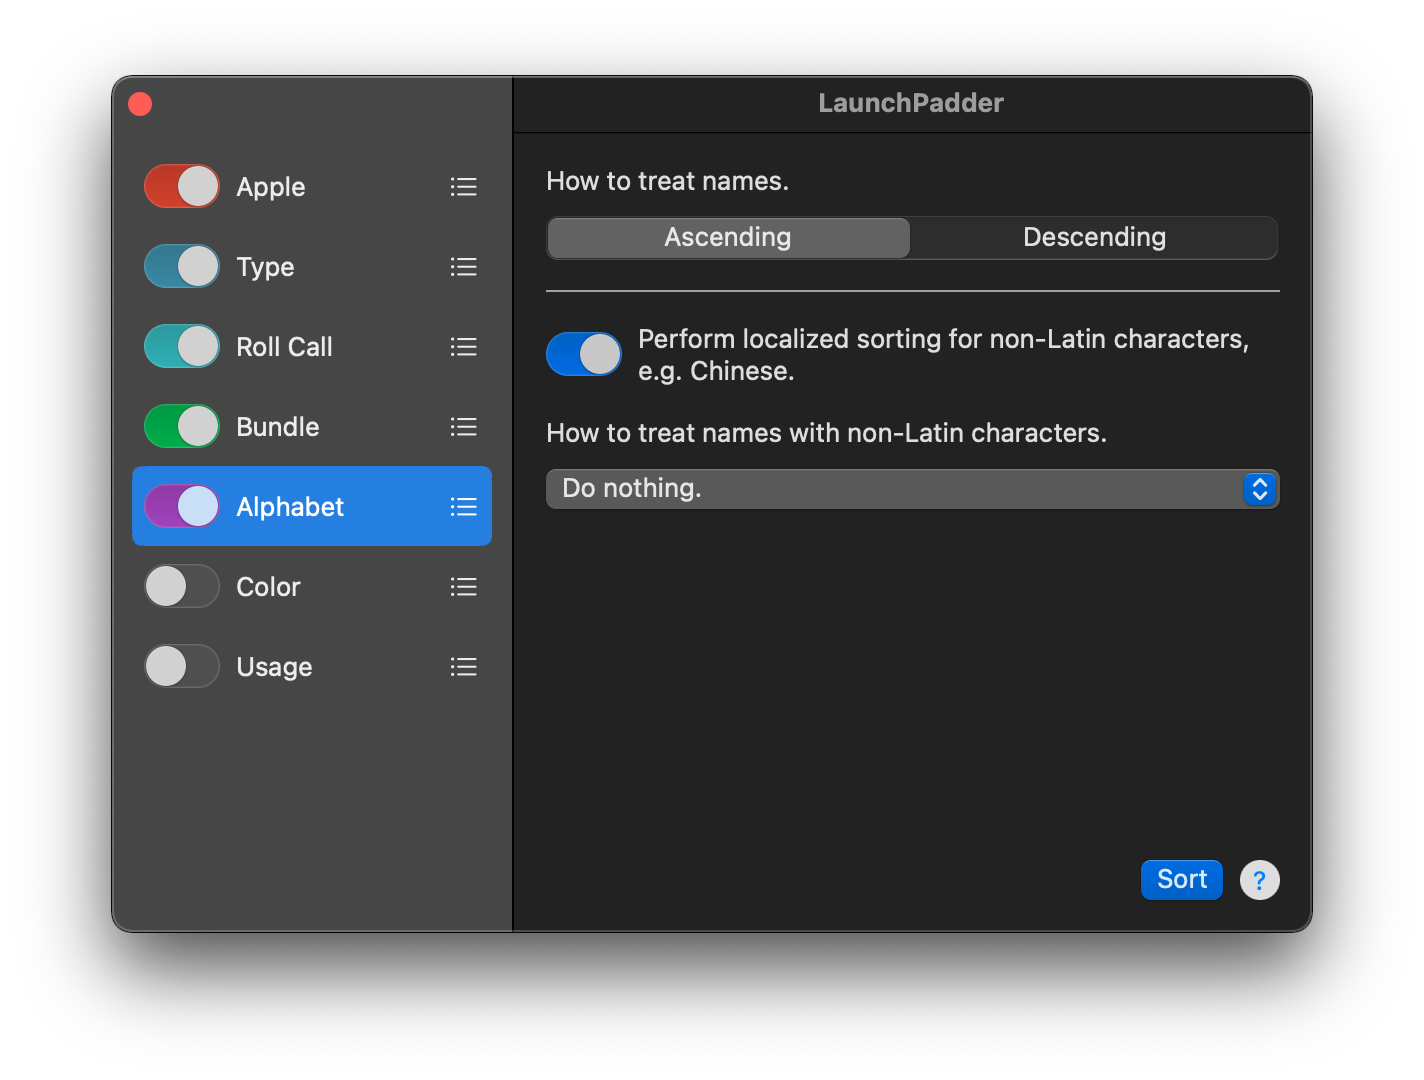 LaunchPadder
Apple
Type
Roll Call
Bundle
Alphabet
Color
Usage
How to treat names.
Ascending
Descending
Perform localized sorting for non-Latin characters,
e.g. Chinese.
How to treat names with non-Latin characters.
Do nothing.
Sort
?